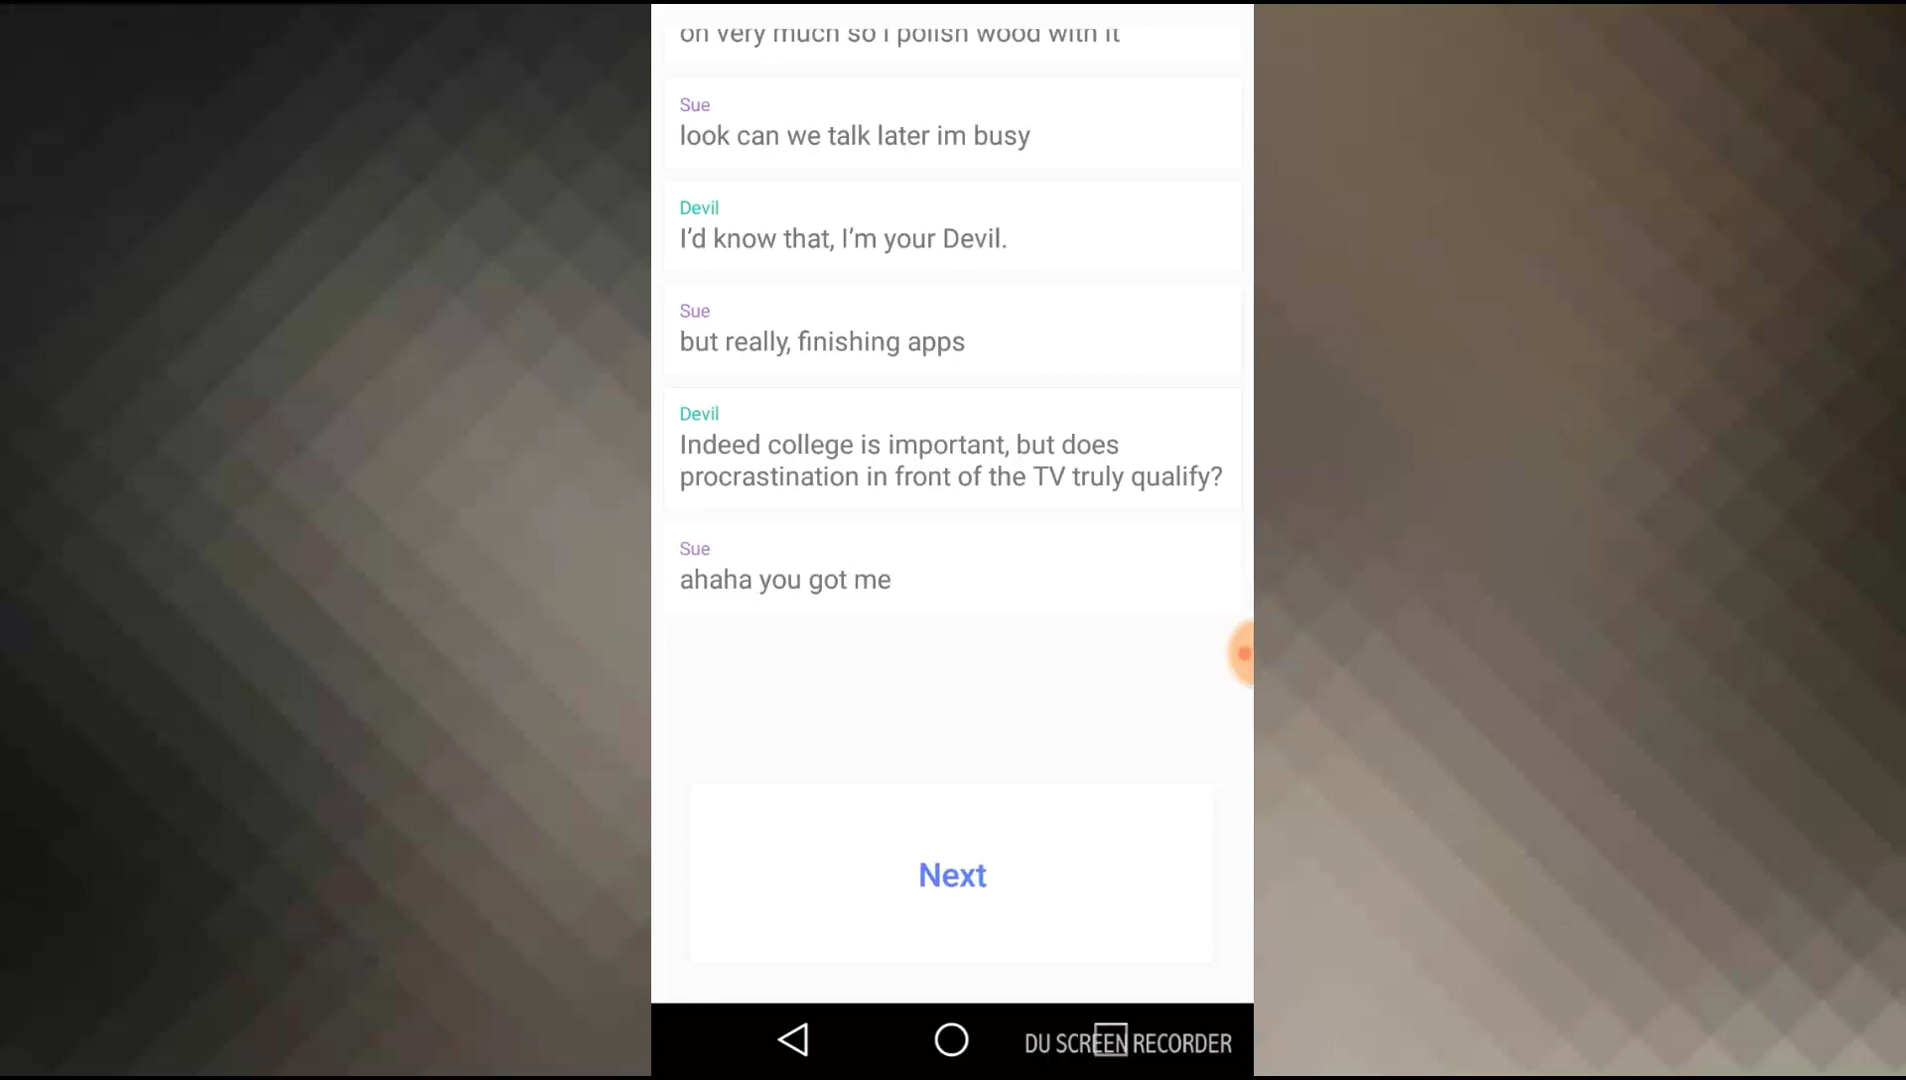 oh very much so i polish wood with it
Sue
look can we talk later im busy
Devil
I’d know that, I’m your Devil.
Sue
but really, finishing apps
Devil
Indeed college is important, but does
procrastination in front of the TV truly qualify?
Sue
ahaha you got me
Next
DU SCREEN RECORDER